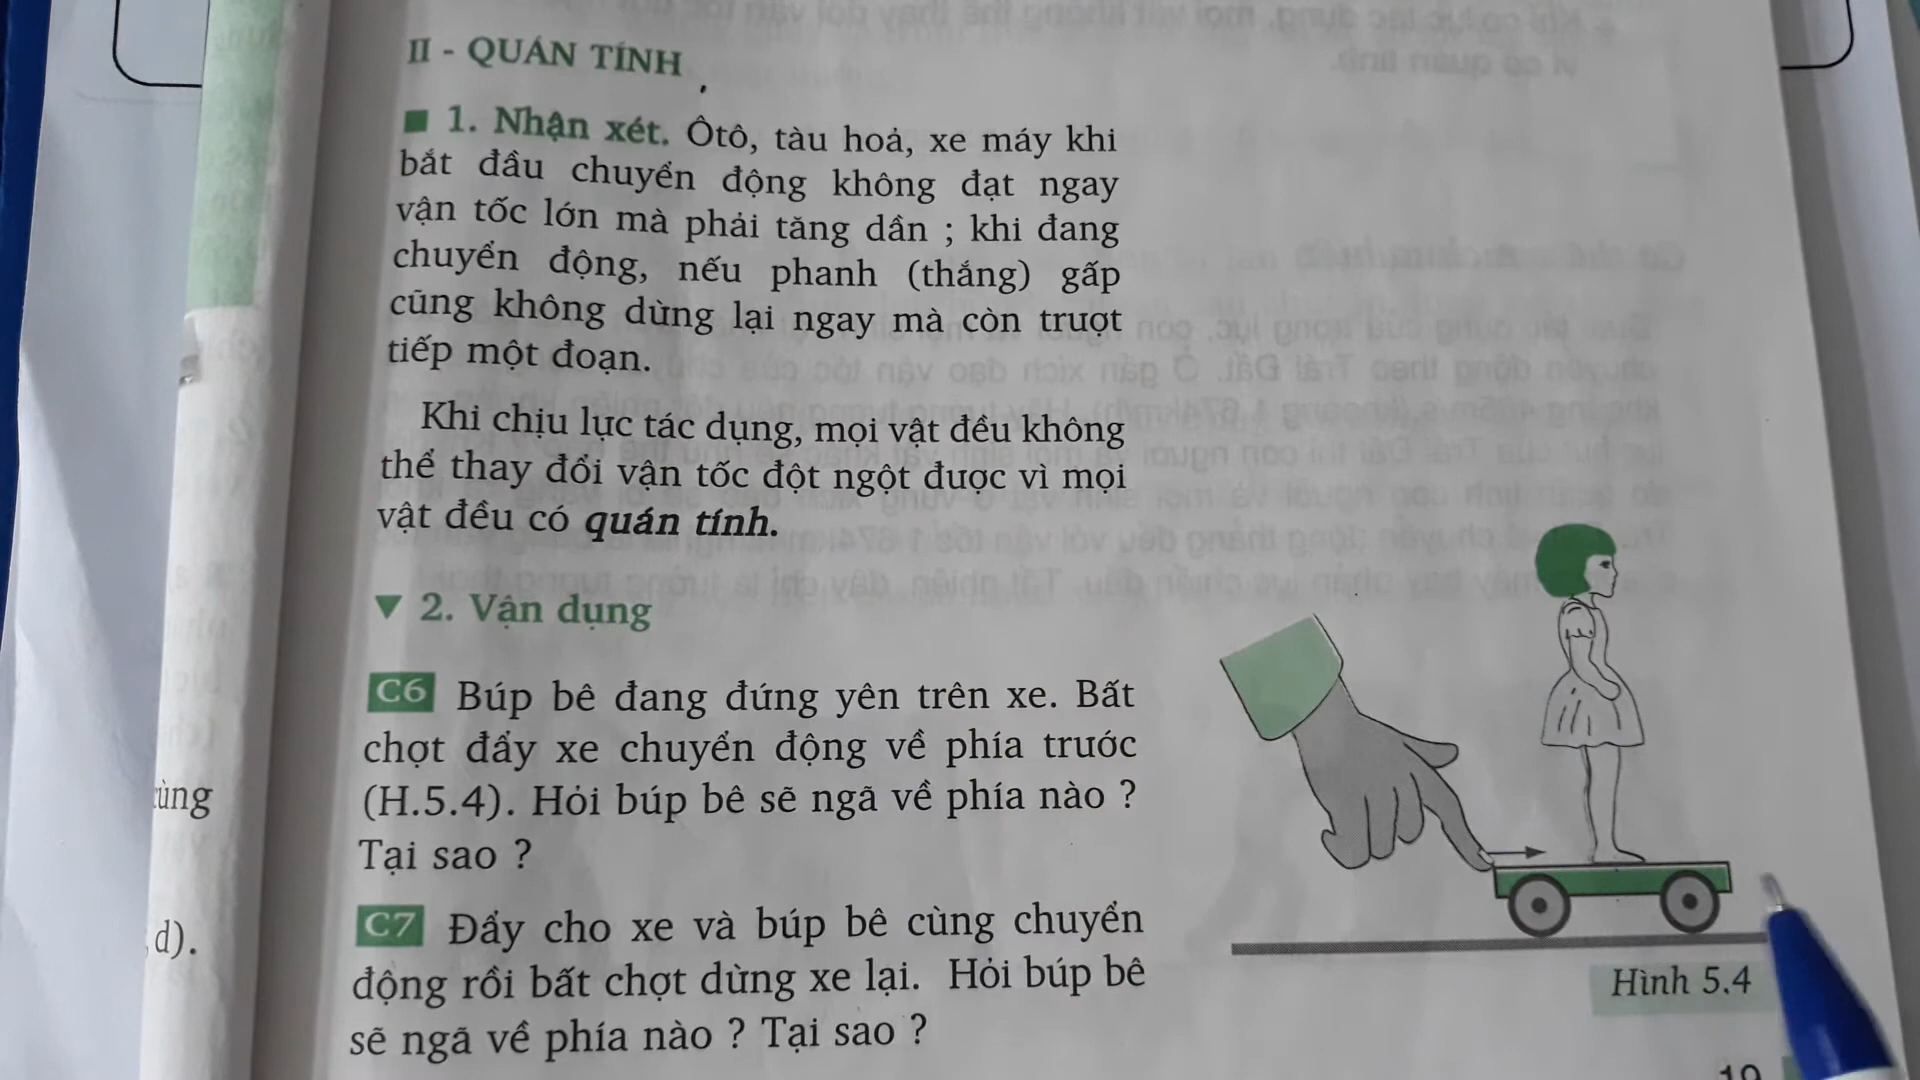 II - QUÁN TÍNH
1. Nhận xét. Ôtô, tàu hoả, xe máy khi
bắt đầu chuyển động không đạt ngay
vận tốc lớn mà phải tăng dần ; khi đang
chuyển động, nếu phanh (thắng) gấp
cũng không dừng lại ngay mà còn trượt
tiếp một đoạn.
Khi chịu lực tác dụng, mọi vật đều không
thể thay đổi vận tốc đột ngột được vì mọi
vật đều có quán tính.
2. Vận dụng
C6 Búp bê đang đứng yên trên xe. Bất
chợt đẩy xe chuyển động về phía trước
(H.5.4). Hỏi búp bê sẽ ngã về phía nào ?
Tại sao ?
C7 Đẩy cho xe và búp bê cùng chuyển
động rồi bất chợt dừng xe lại. Hỏi búp bê
sẽ ngã về phía nào ? Tại sao ?
Hình 5.4
d).